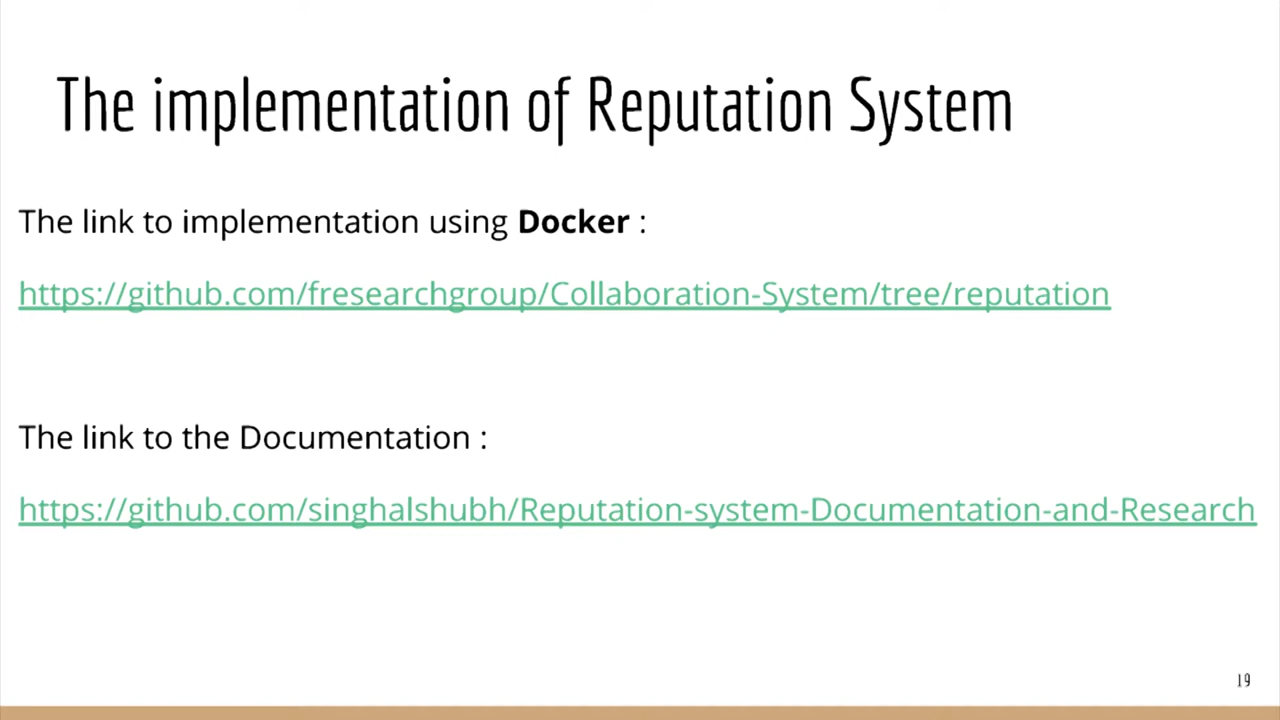 The implementation of Reputation System
The link to implementation using Docker :
https://github.com/fresearchgroup/Collaboration-System/tree/reputation
The link to the Documentation :
https://github.com/singhalshubh/Reputation-system-Documentation-and-Research
19